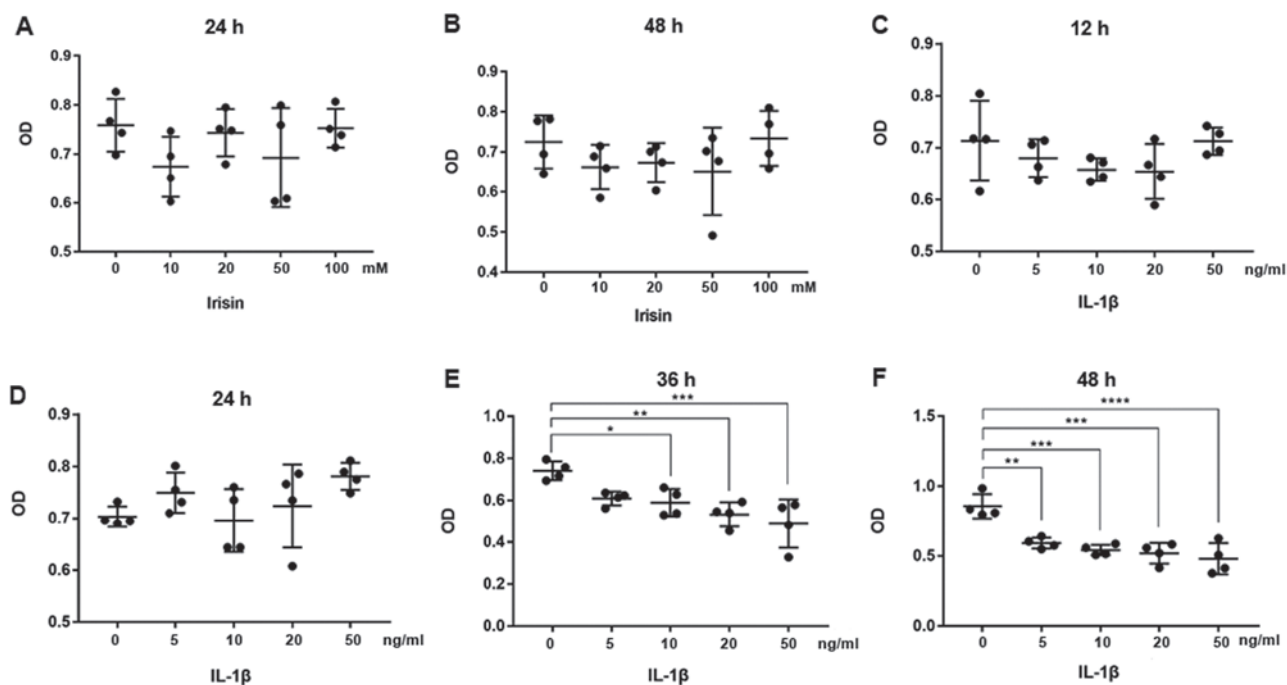 A
24 h
0.9
0.8
0.7
0.6
0.5
OD
0 10 20 50 100 mM
Irisin
B
48 h
0.9
0.8
0.7
0.6
0.5
0.4
OD
0 10 20 50 100 mM
Irisin
C
12 h
0.9
0.8
0.7
0.6
0.5
OD
0 5 10 20 50 ng/ml
IL-1β
D
24 h
0.9
0.8
0.7
0.6
0.5
OD
0 5 10 20 50 ng/ml
IL-1β
E
36 h
1.0
0.8
0.6
0.4
0.2
0.0
OD
***
**
*
0 5 10 20 50 ng/ml
IL-1β
F
48 h
1.5
1.0
0.5
0.0
OD
****
***
***
**
0 5 10 20 50 ng/ml
IL-1β